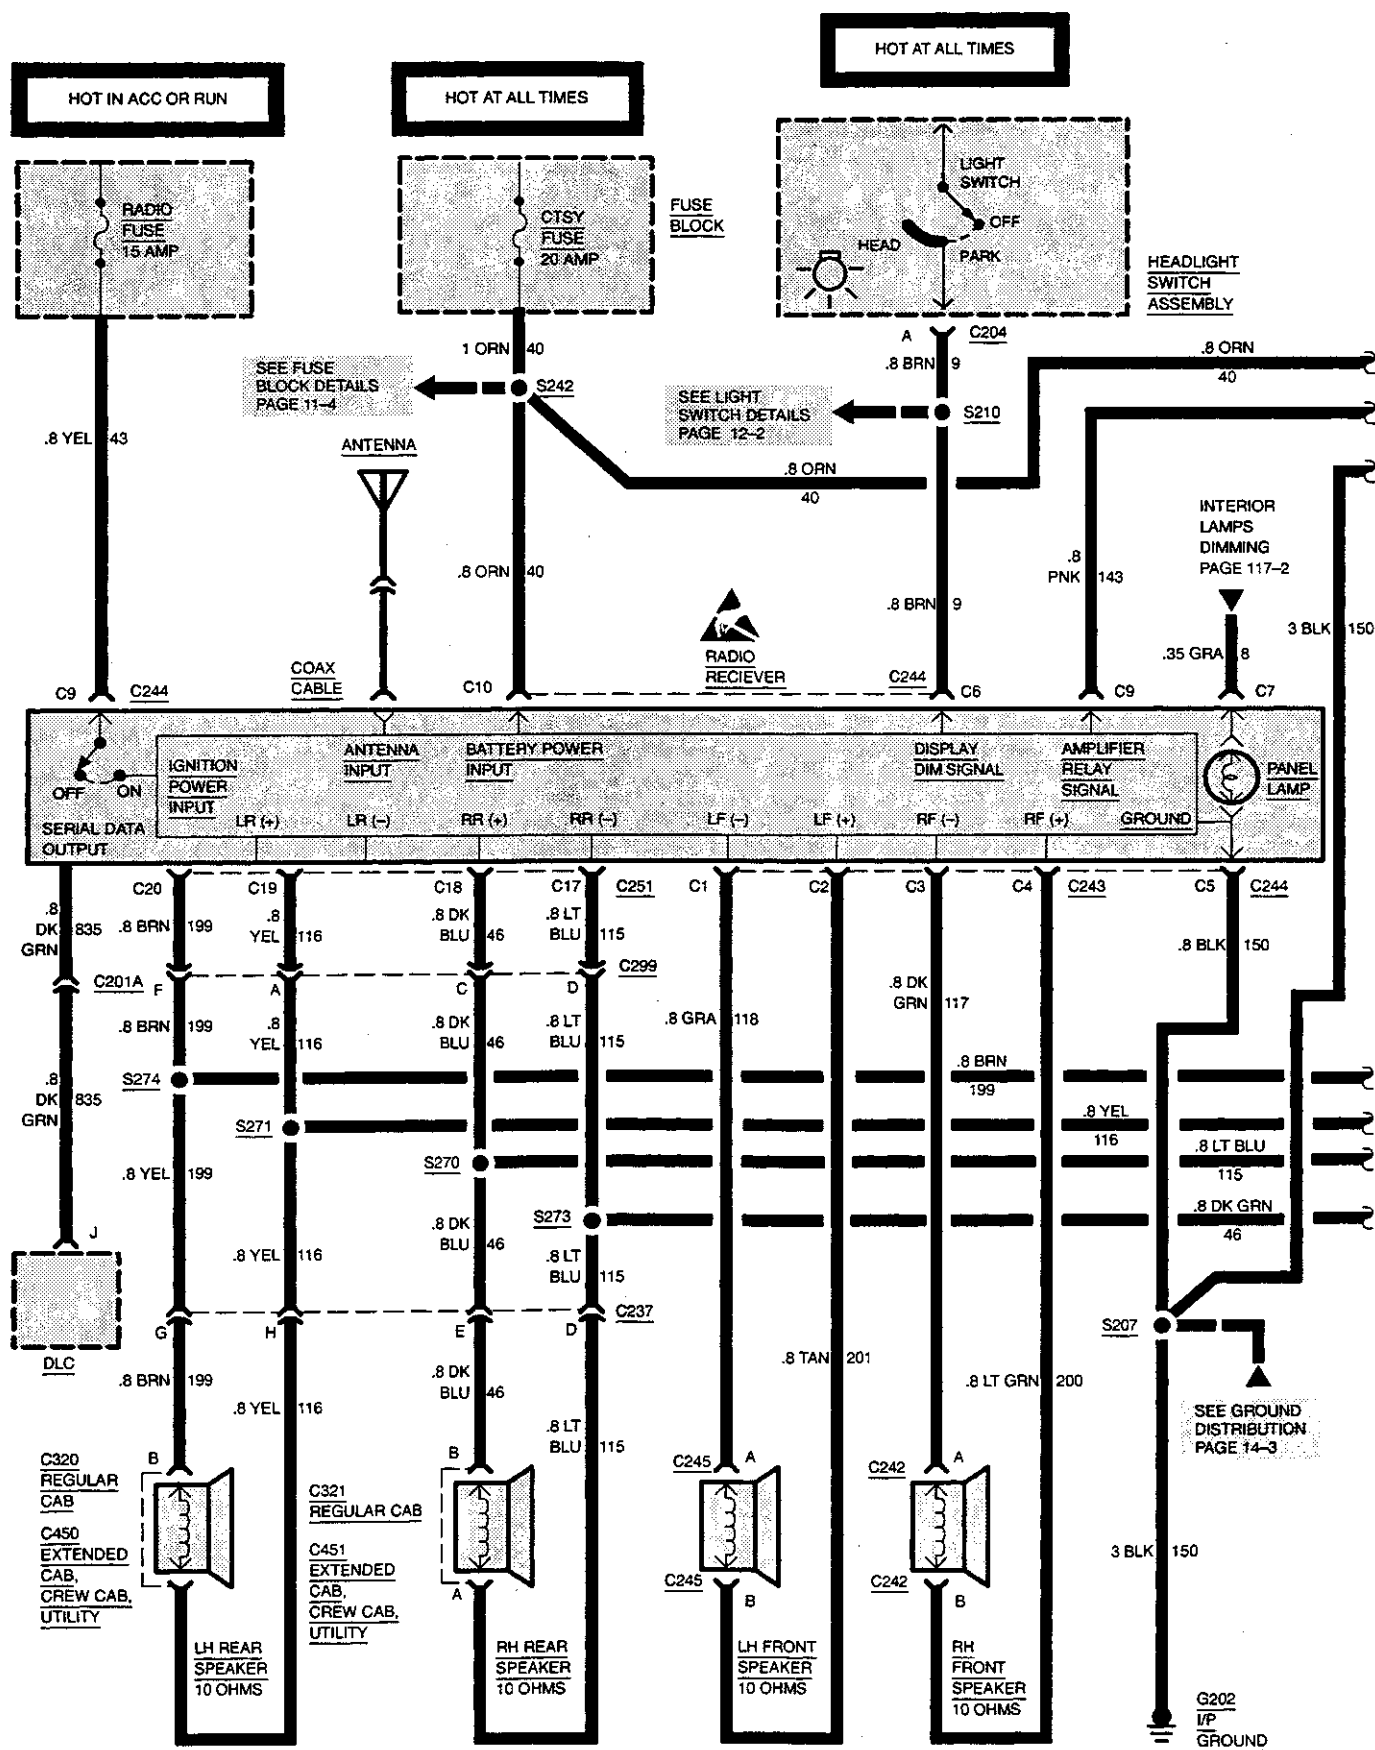 HOT AT ALL TIMES
HOT IN ACC OR RUN
HOT AT ALL TIMES
LIGHT
SWITCH
OFF
HEAD
PARK
RADIO
FUSE
15 AMP
CTSY
FUSE
20 AMP
FUSE
BLOCK
HEADLIGHT
SWITCH
ASSEMBLY
A
C204
1 ORN
40
.8 BRN
9
.8 ORN
40
SEE FUSE
BLOCK DETAILS
PAGE 11–4
S242
SEE LIGHT
SWITCH DETAILS
PAGE 12–2
S210
.8 YEL
43
ANTENNA
.8 ORN
40
INTERIOR
LAMPS
DIMMING
PAGE 117–2
.8 ORN
40
.8
PNK
143
.8 BRN
9
3 BLK
150
RADIO
RECIEVER
.35 GRA
8
C9
C244
COAX
CABLE
C10
C244
C6
C9
C7
ANTENNA
INPUT
BATTERY POWER
INPUT
DISPLAY
DIM SIGNAL
AMPLIFIER
RELAY
SIGNAL
IGNITION
POWER
INPUT
OFF
ON
PANEL
LAMP
SERIAL DATA
OUTPUT
LR (+)
LR (–)
RR (+)
RR (–)
LF (–)
LF (+)
RF (–)
RF (+)
GROUND
C20
C19
C18
C17
C251
C1
C2
C3
C4
C243
C5
C244
.8
DK
GRN
835
.8 BRN
199
.8
YEL
116
.8 DK
BLU
46
.8 LT
BLU
115
.8 BLK
150
C201A
F
A
C
D
C299
.8 BRN
199
.8
YEL
116
.8 DK
BLU
46
.8 LT
BLU
115
.8 GRA
118
.8 DK
GRN
117
.8
DK
GRN
835
S274
.8 BRN
199
S271
.8 YEL
116
S270
.8 LT BLU
115
.8 YEL
199
S273
.8 DK GRN
46
J
.8 YEL
116
.8 DK
BLU
46
.8 LT
BLU
115
G
H
E
D
C237
S207
DLC
.8 BRN
199
.8 YEL
116
.8 DK
BLU
46
.8 LT
BLU
115
.8 TAN
201
.8 LT GRN
200
SEE GROUND
DISTRIBUTION
PAGE 14–3
C320
REGULAR
CAB
C450
EXTENDED
CAB,
CREW CAB,
UTILITY
B
C321
REGULAR CAB
C451
EXTENDED
CAB,
CREW CAB,
UTILITY
B
A
C245
A
C245
B
C242
A
C242
B
3 BLK
150
LH REAR
SPEAKER
10 OHMS
RH REAR
SPEAKER
10 OHMS
LH FRONT
SPEAKER
10 OHMS
RH
FRONT
SPEAKER
10 OHMS
G202
I/P
GROUND